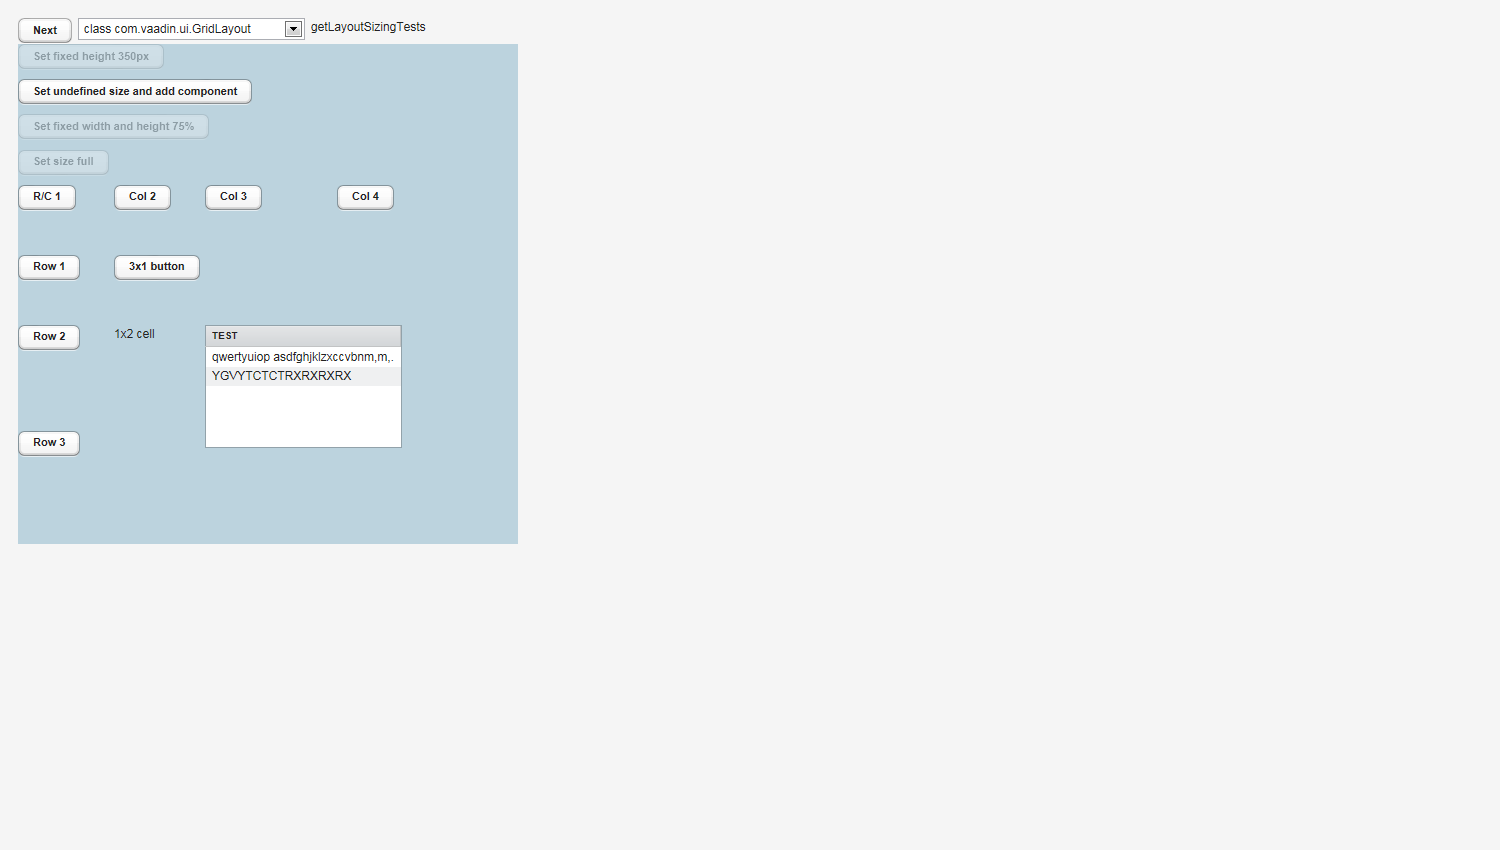 Next class com.vaadin.ui.GridLayout getLayoutSizingTests
Set fixed height 350px
Set undefined size and add component
Set fixed width and height 75%
Set size full
R/C 1 Col 2 Col 3 Col 4
Row 1 3x1 button
Row 2 1x2 cell TEST
qwertyuiop asdfghjklzxccvbnm,m,.
YGVYTCTCTRXRXRXRX
Row 3